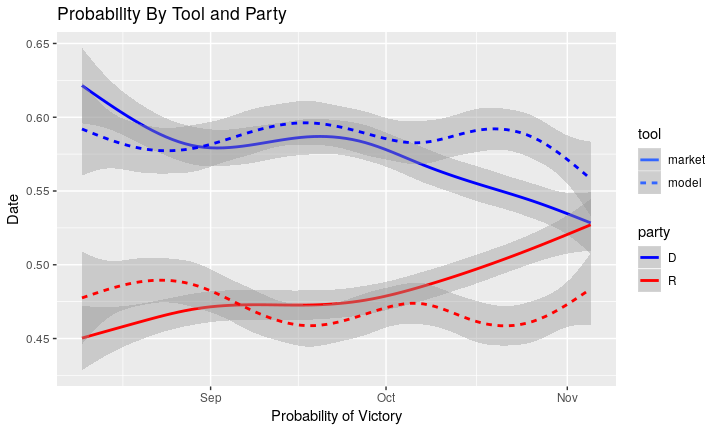 Probability By Tool and Party
0.65
0.60
0.55
0.50
0.45
Date
Sep
Oct
Nov
Probability of Victory
tool
market
model
party
D
R